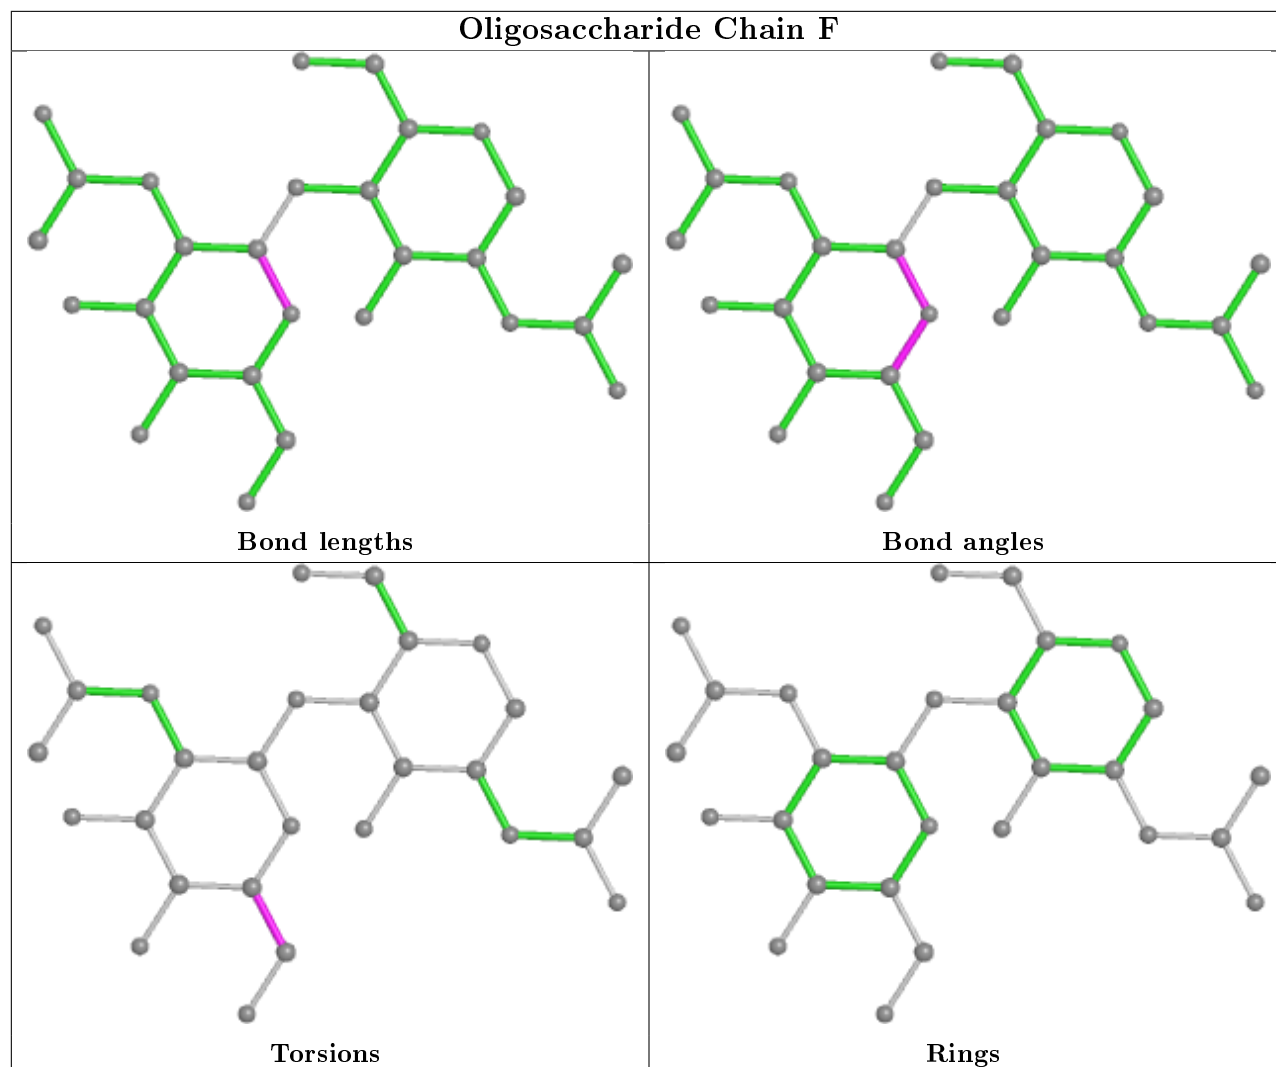 Oligosaccharide Chain F
Bond lengths
Bond angles
Torsions
Rings